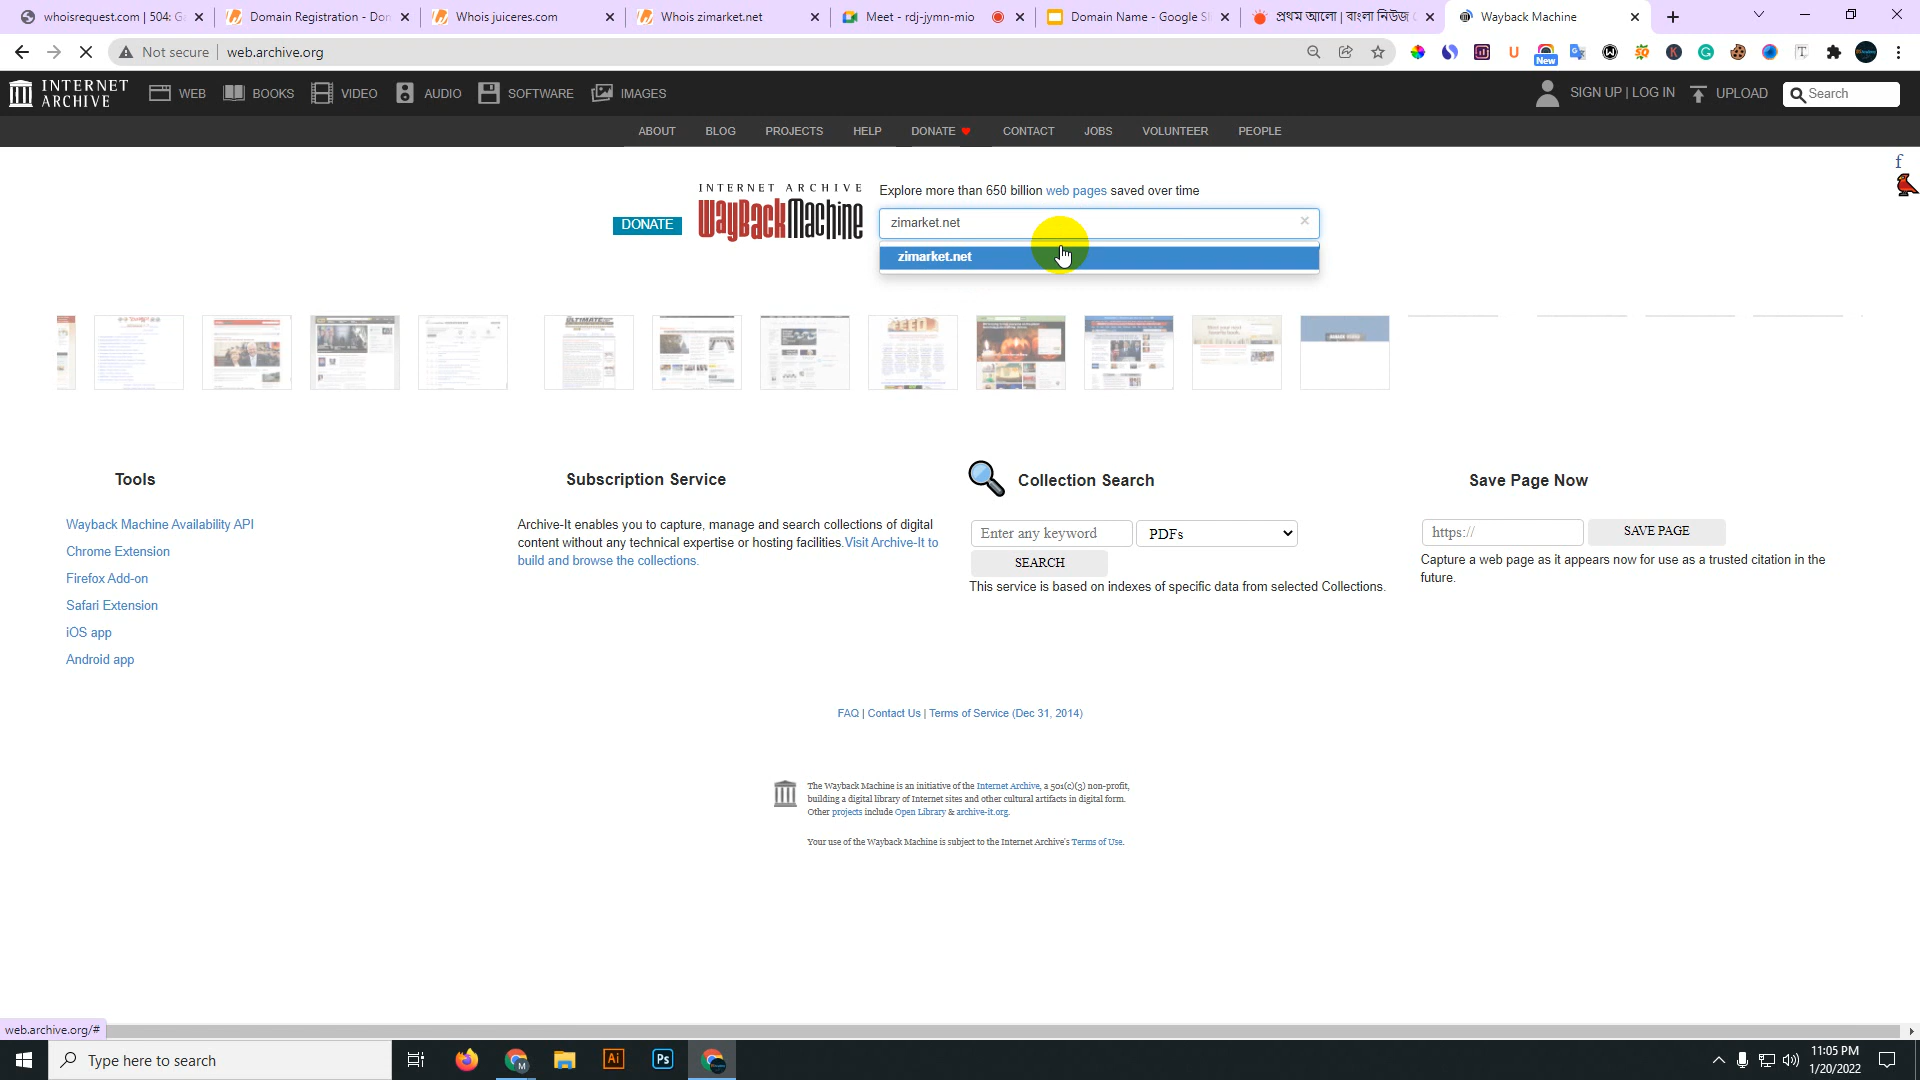 whoisrequest.com | 504: G
Domain Registration - Don
Whois juiceres.com
Whois zimarket.net
Meet - rdj-jymn-mio
Domain Name - Google Sl
প্রথম আলো | বাংলা নিউজ
Wayback Machine
Not secure
web.archive.org
New
INTERNET ARCHIVE
WEB
BOOKS
VIDEO
AUDIO
SOFTWARE
IMAGES
SIGN UP | LOG IN
UPLOAD
Search
ABOUT
BLOG
PROJECTS
HELP
DONATE
CONTACT
JOBS
VOLUNTEER
PEOPLE
DONATE
INTERNET ARCHIVE
WayBackMachine
Explore more than 650 billion web pages saved over time
zimarket.net
zimarket.net
Tools
Wayback Machine Availability API
Chrome Extension
Firefox Add-on
Safari Extension
iOS app
Android app
Subscription Service
Archive-It enables you to capture, manage and search collections of digital
content without any technical expertise or hosting facilities.Visit Archive-It to
build and browse the collections.
Collection Search
Enter any keyword
PDFs
SEARCH
This service is based on indexes of specific data from selected Collections.
Save Page Now
https://
SAVE PAGE
Capture a web page as it appears now for use as a trusted citation in the
future.
FAQ | Contact Us | Terms of Service (Dec 31, 2014)
The Wayback Machine is an initiative of the Internet Archive, a 501(c)(3) non-profit,
building a digital library of Internet sites and other cultural artifacts in digital form.
Other projects include Open Library & archive-it.org.
Your use of the Wayback Machine is subject to the Internet Archive's Terms of Use.
web.archive.org/#
Type here to search
Ai
Ps
11:05 PM
1/20/2022